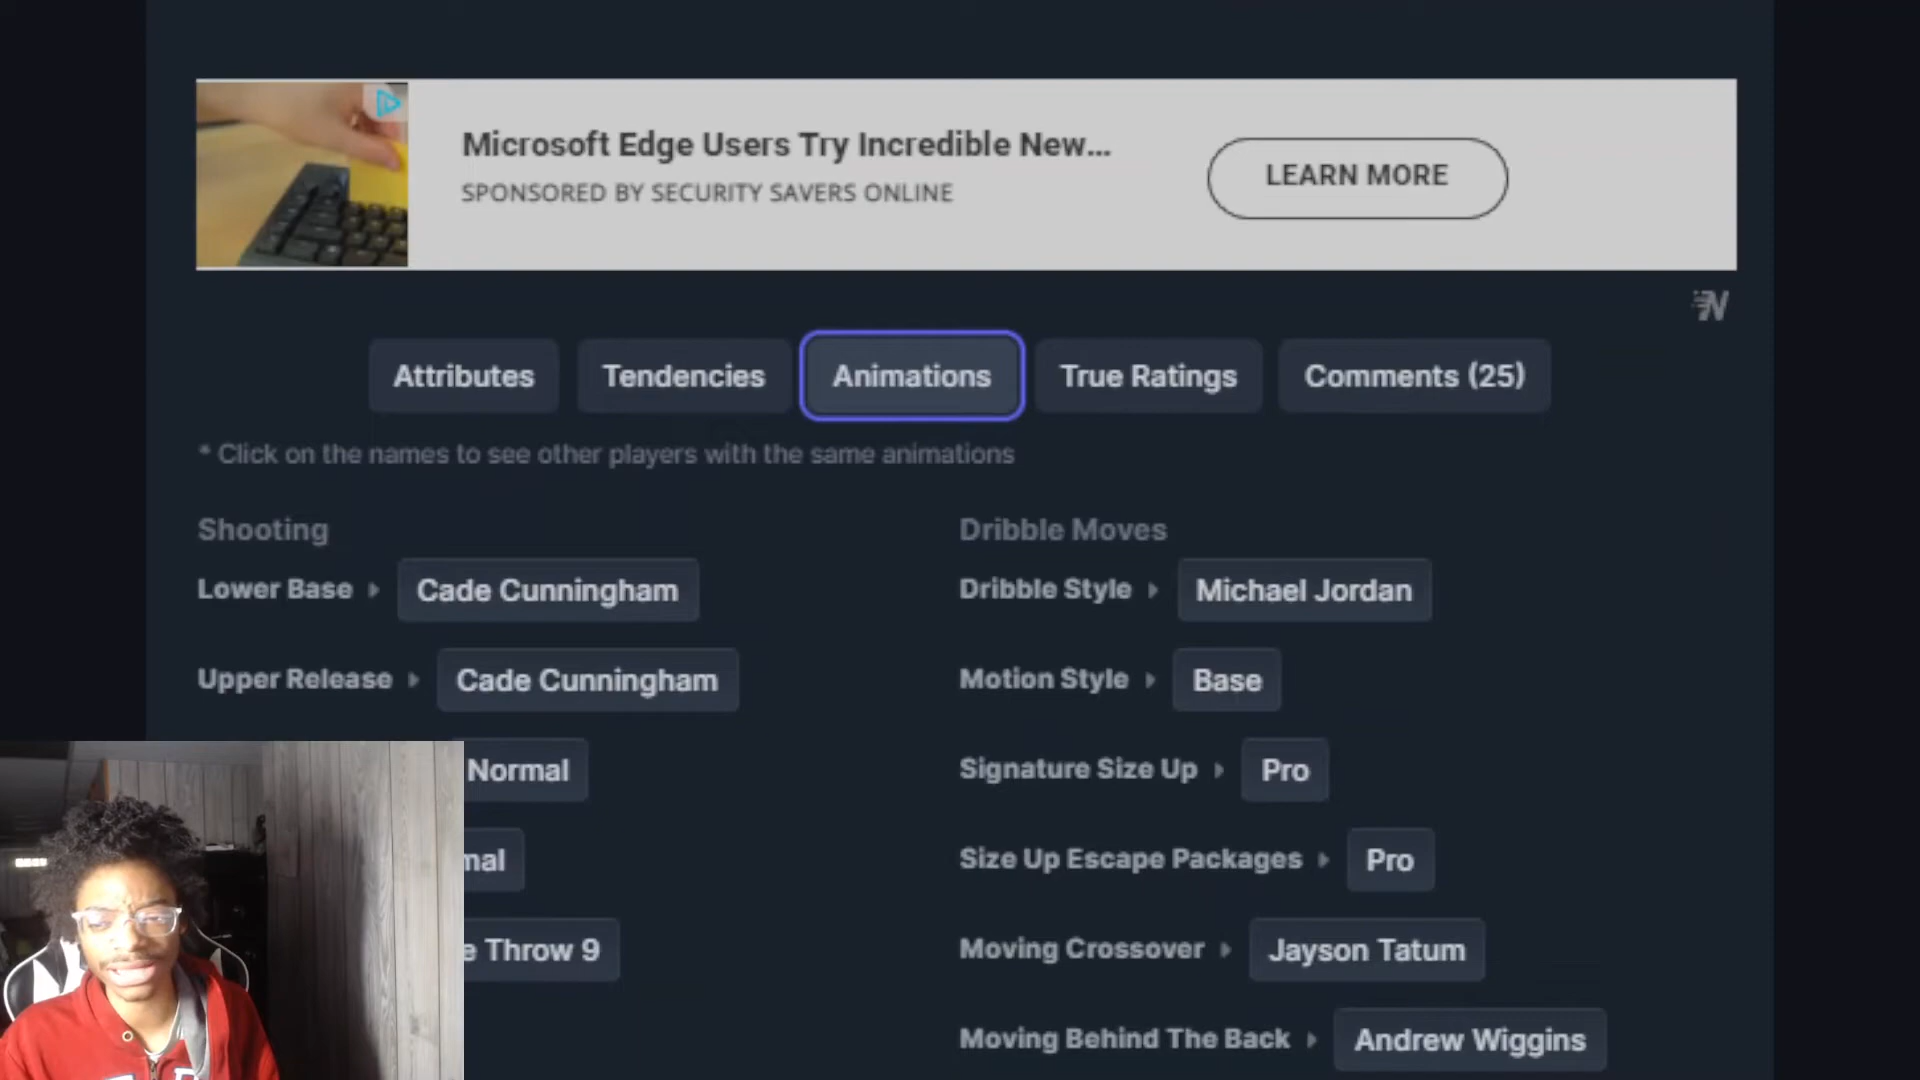 Microsoft Edge Users Try Incredible New...
SPONSORED BY SECURITY SAVERS ONLINE
LEARN MORE
Attributes
Tendencies
Animations
True Ratings
Comments (25)
* Click on the names to see other players with the same animations
Shooting
Lower Base Cade Cunningham
Upper Release Cade Cunningham
Normal
mal
e Throw 9
Dribble Moves
Dribble Style Michael Jordan
Motion Style Base
Signature Size Up Pro
Size Up Escape Packages Pro
Moving Crossover Jayson Tatum
Moving Behind The Back Andrew Wiggins